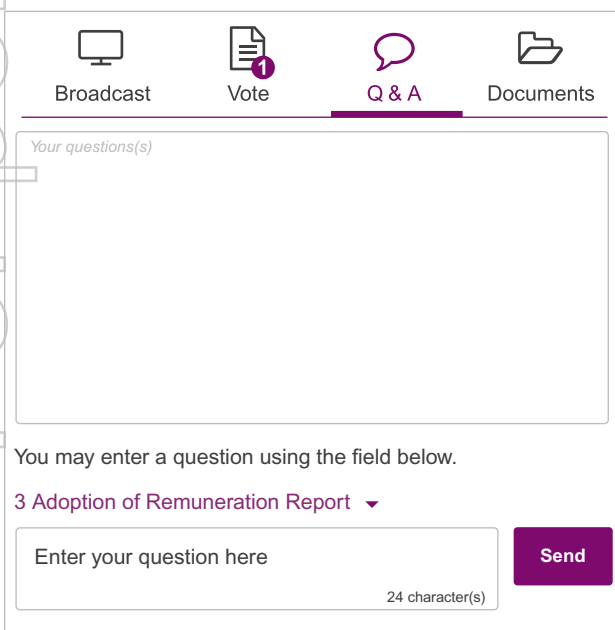 Broadcast
Vote
1
Q & A
Documents
Your questions(s)
You may enter a question using the field below.
3 Adoption of Remuneration Report
Enter your question here
Send
24 character(s)